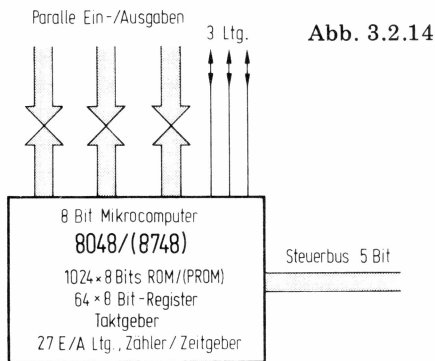 Paralle Ein-/Ausgaben
3 Ltg.
Abb. 3.2.14
8 Bit Mikrocomputer
8048/(8748)
1024×8 Bits ROM/(PROM)
64×8 Bit-Register
Taktgeber
27 E/A Ltg., Zähler/Zeitgeber
Steuerbus 5 Bit